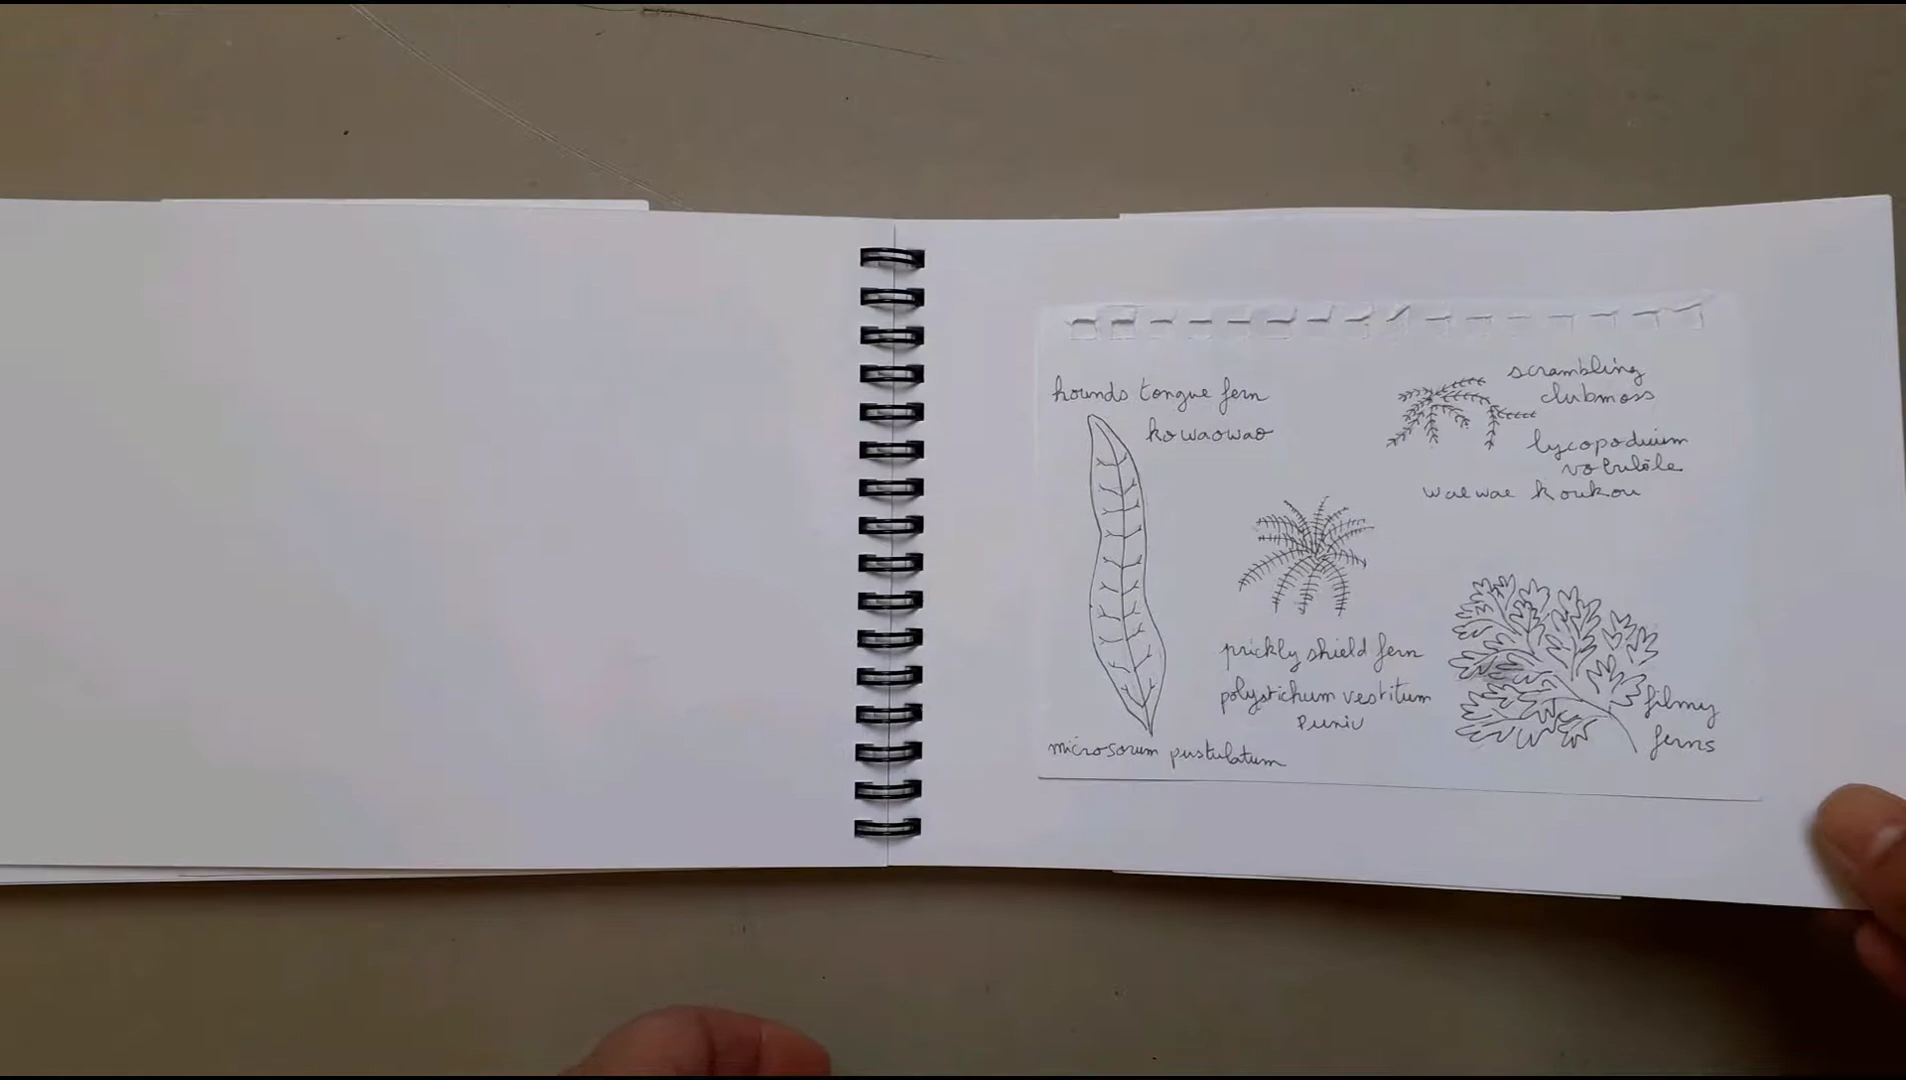 hounds tongue fern
kowaowao
microsorum pustulatum
scrambling
clubmoss
lycopodium
volubile
waewae koukou
prickly shield fern
polystichum vestitum
puniu
filmy
ferns